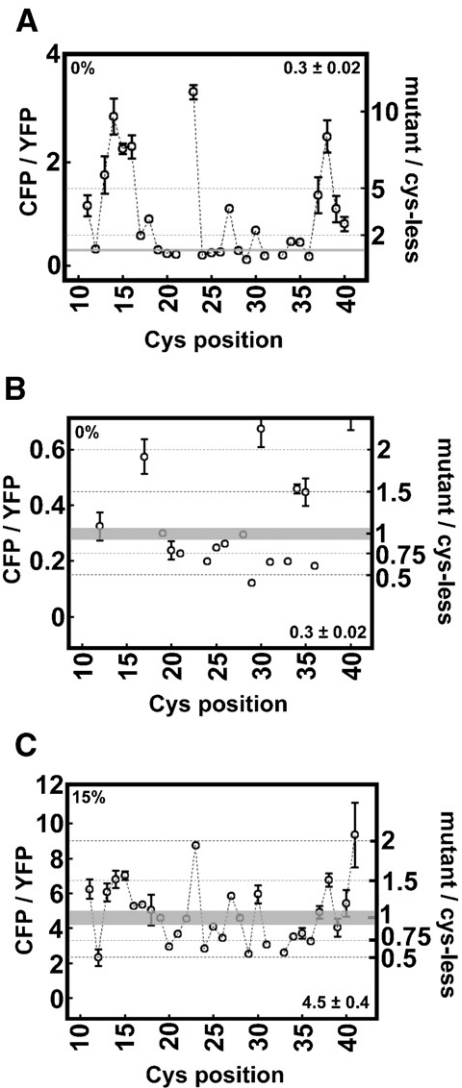 A
0% 0.3 ± 0.02
4
2
0
CFP / YFP
10
5
2
mutant / cys-less
10 15 20 25 30 35 40
Cys position
B
0%
0.6
0.4
0.2
0
CFP / YFP
2
1.5
1
0.75
0.5
mutant / cys-less
0.3 ± 0.02
10 15 20 25 30 35 40
Cys position
C
15%
12
10
8
6
4
2
0
CFP / YFP
2
1.5
1
0.75
0.5
mutant / cys-less
4.5 ± 0.4
10 15 20 25 30 35 40
Cys position